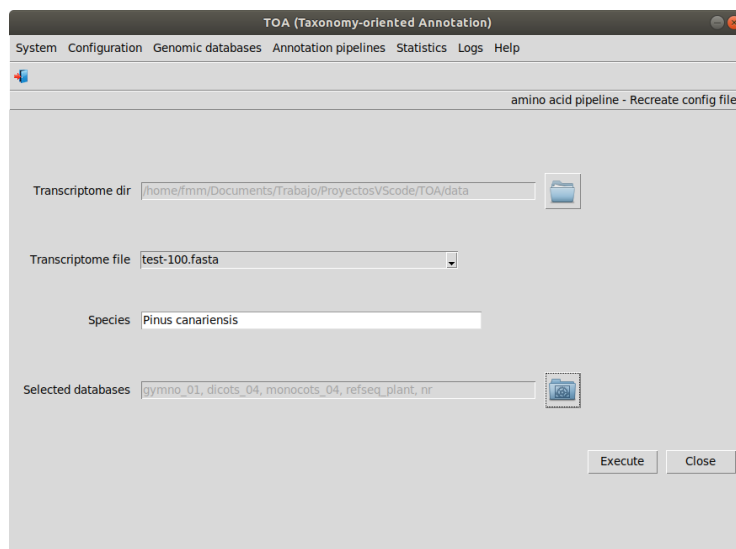 TOA (Taxonomy-oriented Annotation)
System Configuration Genomic databases Annotation pipelines Statistics Logs Help
amino acid pipeline - Recreate config file
Transcriptome dir /home/fmm/Documents/Trabajo/ProyectosVScode/TOA/data
Transcriptome file test-100.fasta
Species Pinus canariensis
Selected databases gymno_01, dicots_04, monocots_04, refseq_plant, nr
Execute Close